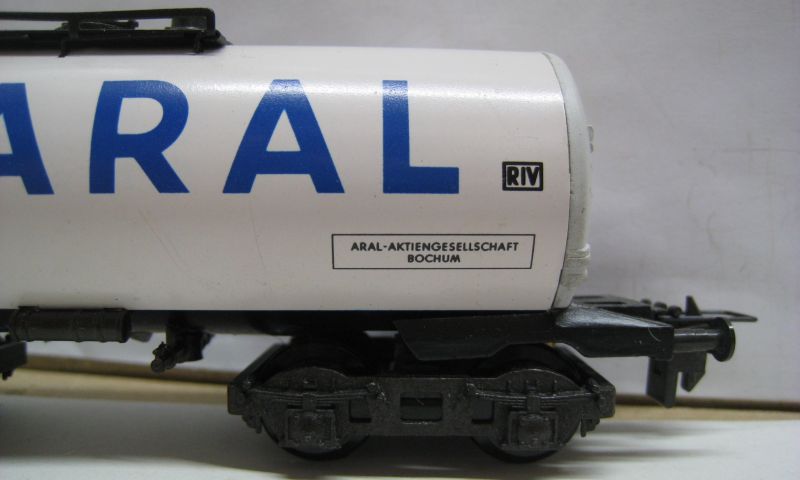 ARAL
RIV
ARAL-AKTIENGESELLSCHAFT
BOCHUM